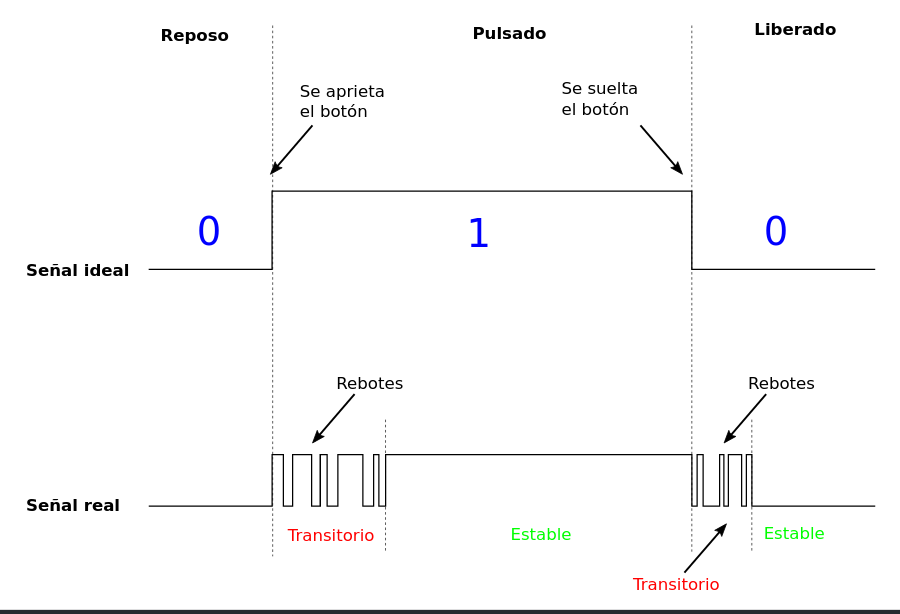 Reposo
Pulsado
Liberado
Se aprieta
el botón
Se suelta
el botón
0
1
0
Señal ideal
Rebotes
Rebotes
Señal real
Transitorio
Estable
Estable
Transitorio